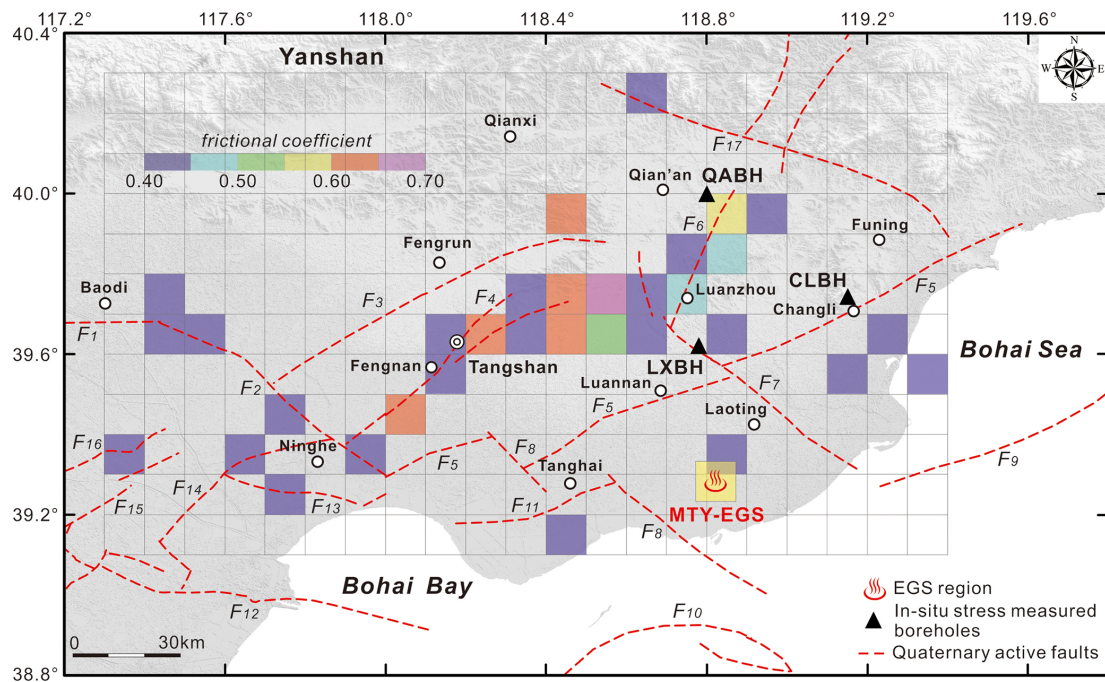 117.2° 117.6° 118.0° 118.4° 118.8° 119.2° 119.6°
40.4°
Yanshan
N
W E
S
Qianxi
frictional coefficient
F17
0.40 0.50 0.60 0.70
Qian'an QABH
40.0°
F6
Funing
Fengrun
CLBH
F5
Baodi
F3 F4
Luanzhou
Changli
F1
39.6°
Bohai Sea
Fengnan Tangshan LXBH
F2
Luannan
F7
F5
Laoting
F16
Ninghe
F8
F5
F9
Tanghai
F14
F15 F13 F11
39.2°
MTY-EGS
F8
Bohai Bay
EGS region
F12
F10
In-situ stress measured
boreholes
0 30km
Quaternary active faults
38.8°